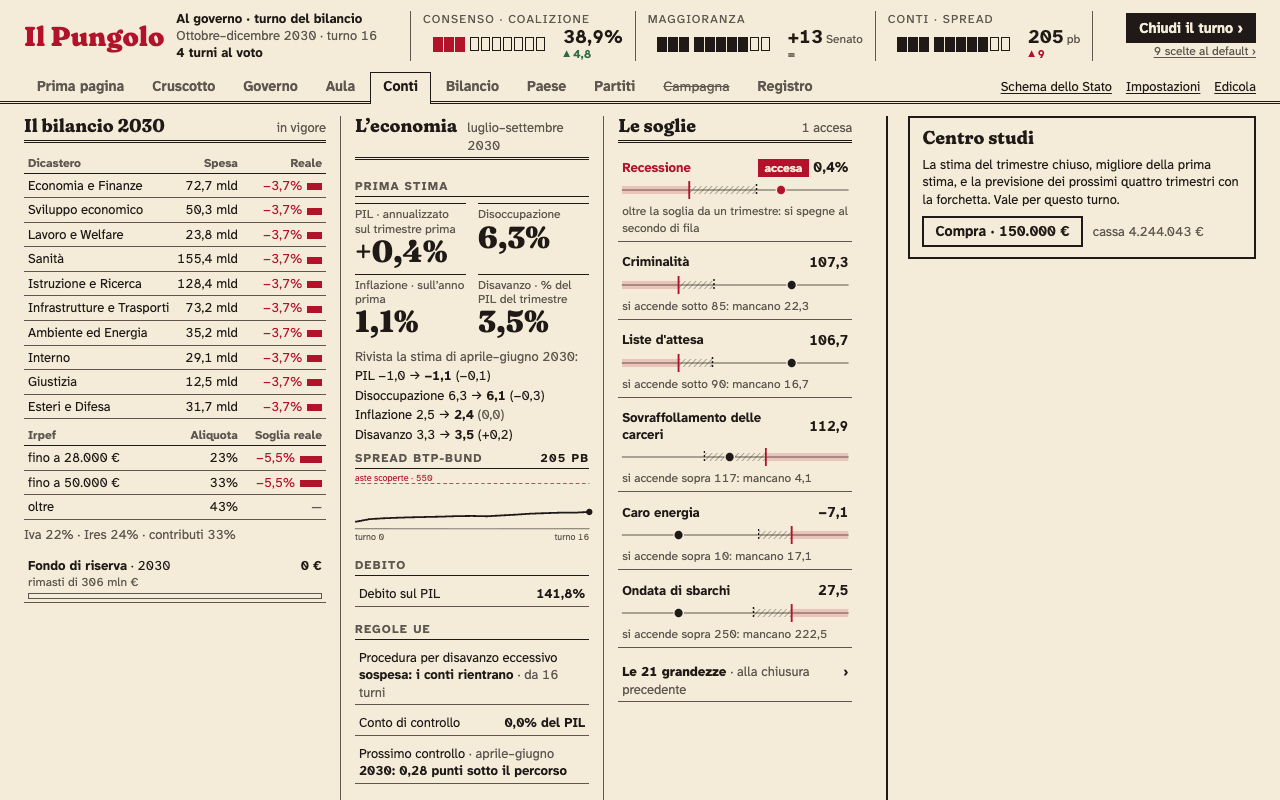 Il Pungolo
Al governo · turno del bilancio
Ottobre–dicembre 2030 · turno 16
4 turni al voto
CONSENSO · COALIZIONE
38,9%
▲ 4,8
MAGGIORANZA
+13 Senato
=
CONTI · SPREAD
205 pb
▲ 9
Chiudi il turno ›
9 scelte al default ›
Prima pagina
Cruscotto
Governo
Aula
Conti
Bilancio
Paese
Partiti
Campagna
Registro
Schema dello Stato
Impostazioni
Edicola
Il bilancio 2030
in vigore
Dicastero Spesa Reale
Economia e Finanze 72,7 mld −3,7%
Sviluppo economico 50,3 mld −3,7%
Lavoro e Welfare 23,8 mld −3,7%
Sanità 155,4 mld −3,7%
Istruzione e Ricerca 128,4 mld −3,7%
Infrastrutture e Trasporti 73,2 mld −3,7%
Ambiente ed Energia 35,2 mld −3,7%
Interno 29,1 mld −3,7%
Giustizia 12,5 mld −3,7%
Esteri e Difesa 31,7 mld −3,7%
Irpef Aliquota Soglia reale
fino a 28.000 € 23% −5,5%
fino a 50.000 € 33% −5,5%
oltre 43% —
Iva 22% · Ires 24% · contributi 33%
Fondo di riserva · 2030 0 €
rimasti di 306 mln €
L’economia
luglio–settembre
2030
PRIMA STIMA
PIL · annualizzato
sul trimestre prima
+0,4%
Disoccupazione
6,3%
Inflazione · sull’anno
prima
1,1%
Disavanzo · % del
PIL del trimestre
3,5%
Rivista la stima di aprile–giugno 2030:
PIL −1,0 → −1,1 (−0,1)
Disoccupazione 6,3 → 6,1 (−0,3)
Inflazione 2,5 → 2,4 (0,0)
Disavanzo 3,3 → 3,5 (+0,2)
SPREAD BTP-BUND 205 PB
aste scoperte · 550
turno 0 turno 16
DEBITO
Debito sul PIL 141,8%
REGOLE UE
Procedura per disavanzo eccessivo
sospesa: i conti rientrano · da 16
turni
Conto di controllo 0,0% del PIL
Prossimo controllo · aprile–giugno
2030: 0,28 punti sotto il percorso
Le soglie
1 accesa
Recessione accesa 0,4%
oltre la soglia da un trimestre: si spegne al
secondo di fila
Criminalità 107,3
si accende sotto 85: mancano 22,3
Liste d'attesa 106,7
si accende sotto 90: mancano 16,7
Sovraffollamento delle
carceri
112,9
si accende sopra 117: mancano 4,1
Caro energia −7,1
si accende sopra 10: mancano 17,1
Ondata di sbarchi 27,5
si accende sopra 250: mancano 222,5
Le 21 grandezze · alla chiusura ›
precedente
Centro studi
La stima del trimestre chiuso, migliore della prima
stima, e la previsione dei prossimi quattro trimestri con
la forchetta. Vale per questo turno.
Compra · 150.000 €
cassa 4.244.043 €